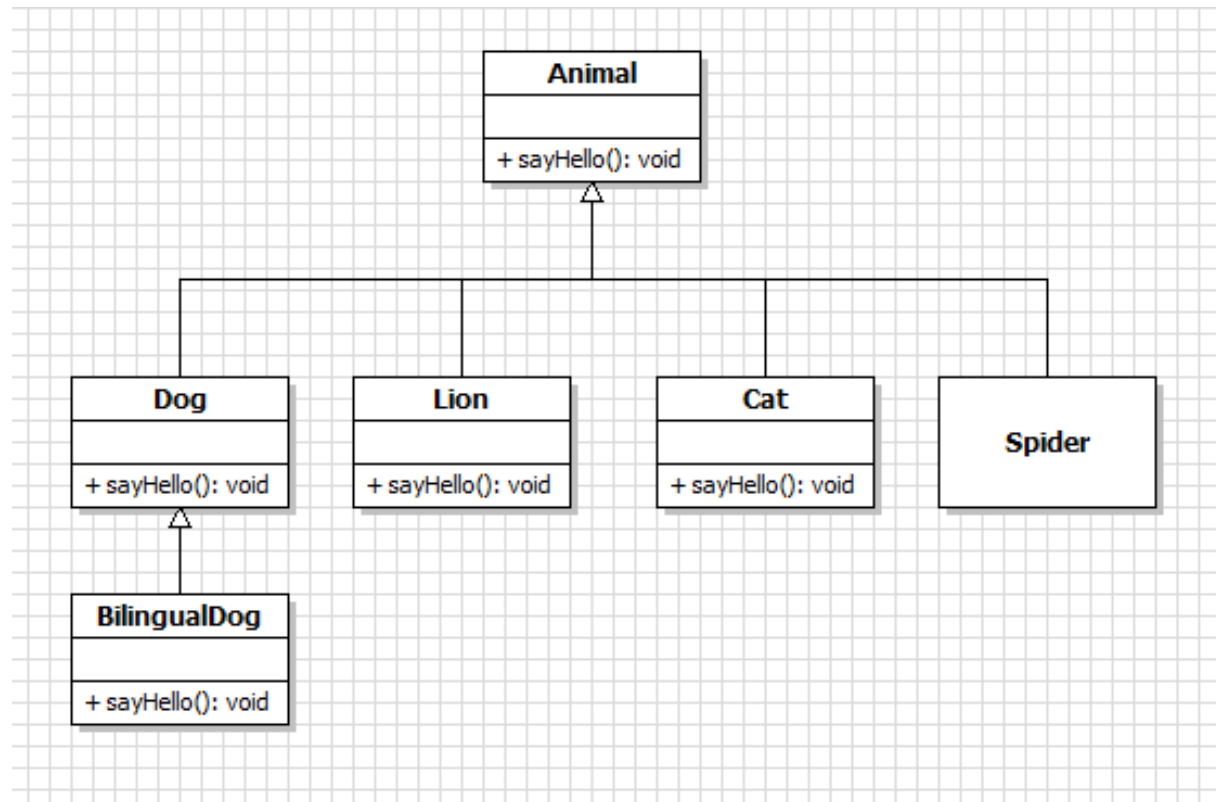 Animal
+ sayHello(): void
Dog
Lion
Cat
Spider
+ sayHello(): void
+ sayHello(): void
+ sayHello(): void
BilingualDog
+ sayHello(): void